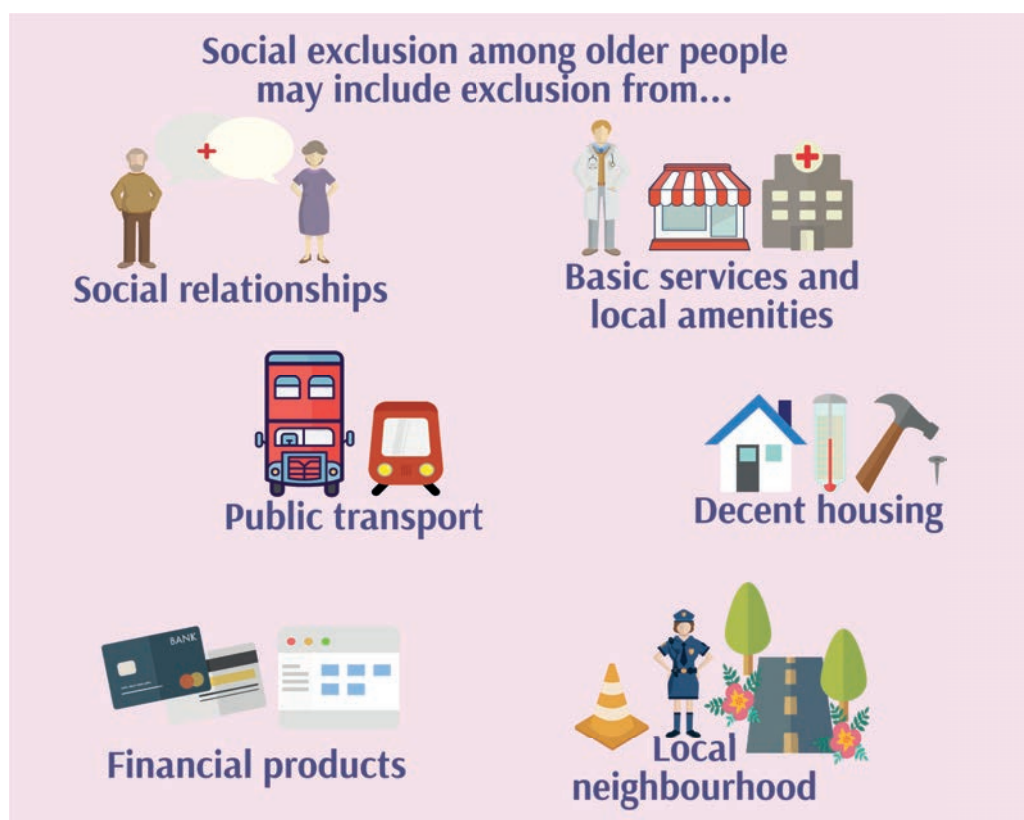 Social exclusion among older people
may include exclusion from...
Social relationships
Basic services and
local amenities
Public transport
Decent housing
BANK
Financial products
Local
neighbourhood